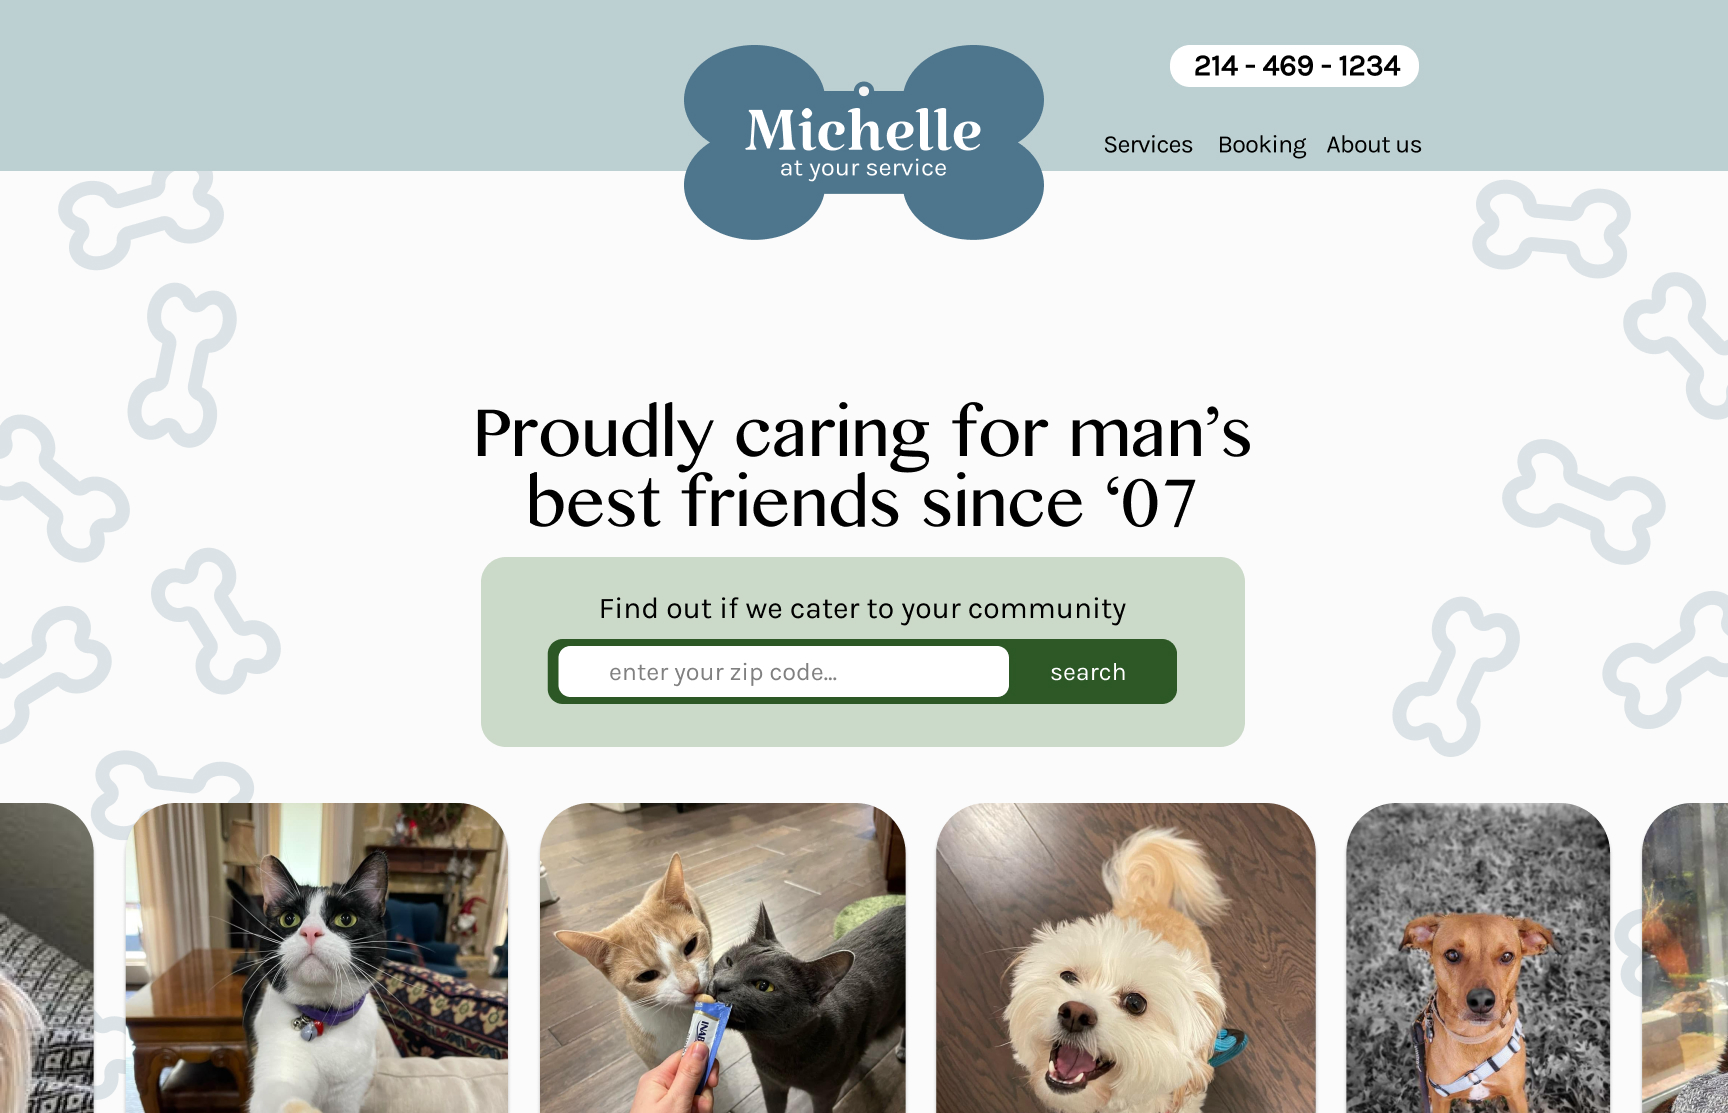 214 - 469 - 1234
Michelle
at your service
Services Booking About us
Proudly caring for man’s
best friends since ‘07
Find out if we cater to your community
enter your zip code...
search
INAB